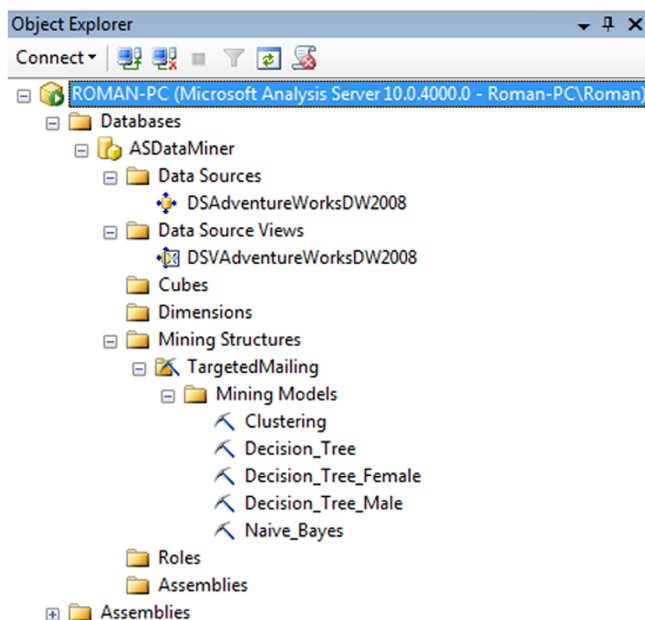 Object Explorer
Connect
ROMAN-PC (Microsoft Analysis Server 10.0.4000.0 - Roman-PC\Roman)
Databases
ASDataMiner
Data Sources
DSAdventureWorksDW2008
Data Source Views
DSVAdventureWorksDW2008
Cubes
Dimensions
Mining Structures
TargetedMailing
Mining Models
Clustering
Decision_Tree
Decision_Tree_Female
Decision_Tree_Male
Naive_Bayes
Roles
Assemblies
Assemblies